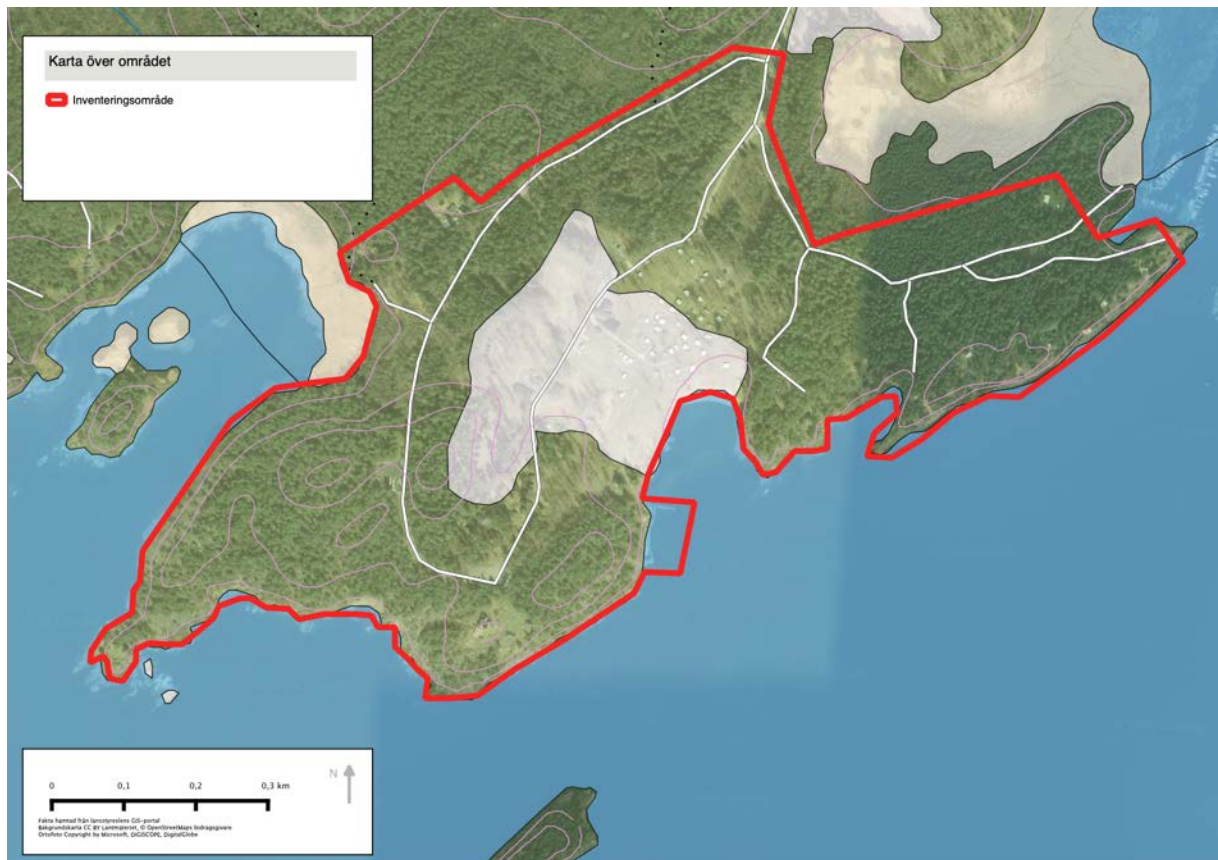 Karta över området
Inventeringsområde
N
0 0,1 0,2 0,3 km
Fakta hämtad från länsstyrelsens GIS-portal
Bakgrundskarta CC BY Lantmäteriet, © OpenStreetMaps bidragsgivare
Ortofoto Copyright by Microsoft, DIGISCOPE, DigitalGlobe